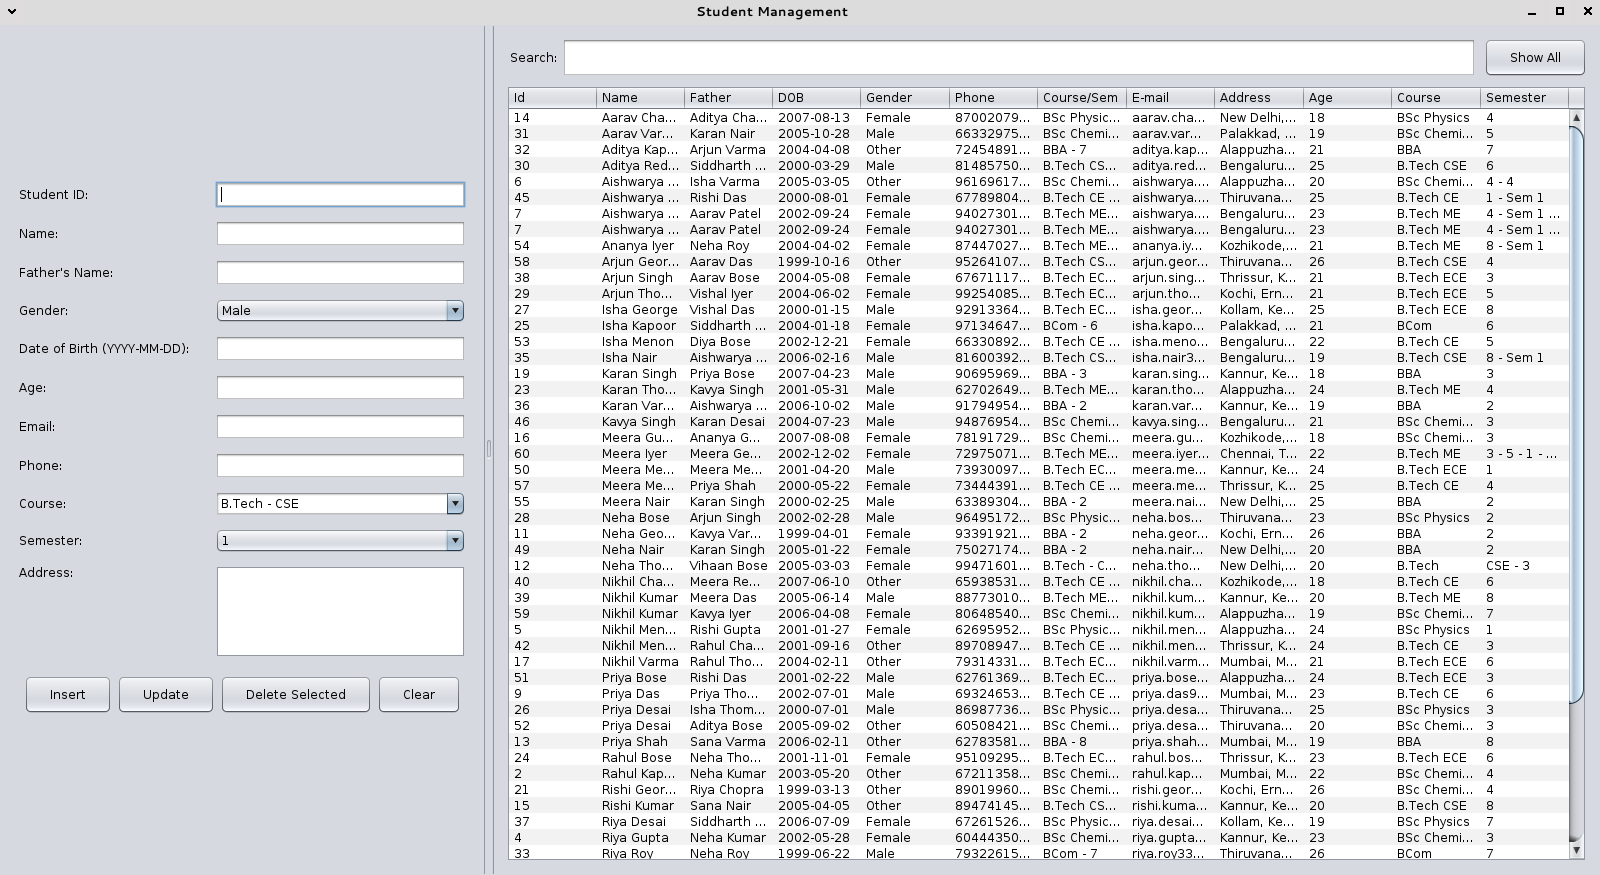 Student Management
Student ID:
Name:
Father's Name:
Gender: Male
Date of Birth (YYYY-MM-DD):
Age:
Email:
Phone:
Course: B.Tech - CSE
Semester: 1
Address:
Insert Update Delete Selected Clear
Search: Show All
Id Name Father DOB Gender Phone Course/Sem E-mail Address Age Course Semester
14 Aarav Cha... Aditya Cha... 2007-08-13 Female 87002079... BSc Physic... aarav.cha... New Delhi,... 18 BSc Physics 4
31 Aarav Var... Karan Nair 2005-10-28 Male 66332975... BSc Chemi... aarav.var... Palakkad, ... 19 BSc Chemi... 5
32 Aditya Kap... Arjun Varma 2004-04-08 Other 72454891... BBA - 7 aditya.kap... Alappuzha... 21 BBA 7
30 Aditya Red... Siddharth ... 2000-03-29 Male 81485750... B.Tech CS... aditya.red... Bengaluru... 25 B.Tech CSE 6
6 Aishwarya ... Isha Varma 2005-03-05 Other 96169617... BSc Chemi... aishwarya.... Alappuzha... 20 BSc Chemi... 4 - 4
45 Aishwarya ... Rishi Das 2000-08-01 Female 67789804... B.Tech CE ... aishwarya.... Thiruvana... 25 B.Tech CE 1 - Sem 1
7 Aishwarya ... Aarav Patel 2002-09-24 Female 94027301... B.Tech ME... aishwarya.... Bengaluru... 23 B.Tech ME 4 - Sem 1 ...
7 Aishwarya ... Aarav Patel 2002-09-24 Female 94027301... B.Tech ME... aishwarya.... Bengaluru... 23 B.Tech ME 4 - Sem 1 ...
54 Ananya Iyer Neha Roy 2004-04-02 Female 87447027... B.Tech ME... ananya.iy... Kozhikode,... 21 B.Tech ME 8 - Sem 1
58 Arjun Geor... Aarav Das 1999-10-16 Other 95264107... B.Tech CS... arjun.geor... Thiruvana... 26 B.Tech CSE 4
38 Arjun Singh Aarav Bose 2004-05-08 Female 67671117... B.Tech EC... arjun.sing... Thrissur, K... 21 B.Tech ECE 3
29 Arjun Tho... Vishal Iyer 2004-06-02 Female 99254085... B.Tech EC... arjun.tho... Kochi, Ern... 21 B.Tech ECE 5
27 Isha George Vishal Das 2000-01-15 Male 92913364... B.Tech EC... isha.geor... Kollam, Ke... 25 B.Tech ECE 8
25 Isha Kapoor Siddharth ... 2004-01-18 Female 97134647... BCom - 6 isha.kapo... Palakkad, ... 21 BCom 6
53 Isha Menon Diya Bose 2002-12-21 Female 66330892... B.Tech CE ... isha.meno... Bengaluru... 22 B.Tech CE 5
35 Isha Nair Aishwarya ... 2006-02-16 Male 81600392... B.Tech CS... isha.nair3... Bengaluru... 19 B.Tech CSE 8 - Sem 1
19 Karan Singh Priya Bose 2007-04-23 Male 90695969... BBA - 3 karan.sing... Kannur, Ke... 18 BBA 3
23 Karan Tho... Kavya Singh 2001-05-31 Male 62702649... B.Tech ME... karan.tho... Alappuzha... 24 B.Tech ME 4
36 Karan Var... Aishwarya ... 2006-10-02 Male 91794954... BBA - 2 karan.var... Kannur, Ke... 19 BBA 2
46 Kavya Singh Karan Desai 2004-07-23 Male 94876954... BSc Chemi... kavya.sing... Bengaluru... 21 BSc Chemi... 3
16 Meera Gu... Ananya G... 2007-08-08 Female 78191729... BSc Chemi... meera.gu... Kozhikode,... 18 BSc Chemi... 3
60 Meera Iyer Meera Ge... 2002-12-02 Female 72975071... B.Tech ME... meera.iyer... Chennai, T... 22 B.Tech ME 3 - 5 - 1 - ...
50 Meera Me... Meera Me... 2001-04-20 Male 73930097... B.Tech EC... meera.me... Kannur, Ke... 24 B.Tech ECE 1
57 Meera Me... Priya Shah 2000-05-22 Female 73444391... B.Tech CE ... meera.me... Thrissur, K... 25 B.Tech CE 4
55 Meera Nair Karan Singh 2000-02-25 Male 63389304... BBA - 2 meera.nai... New Delhi,... 25 BBA 2
28 Neha Bose Arjun Singh 2002-02-28 Male 96495172... BSc Physic... neha.bos... Thiruvana... 23 BSc Physics 2
11 Neha Geo... Kavya Var... 1999-04-01 Female 93391921... BBA - 2 neha.geor... Kochi, Ern... 26 BBA 2
49 Neha Nair Karan Singh 2005-01-22 Female 75027174... BBA - 2 neha.nair... New Delhi,... 20 BBA 2
12 Neha Tho... Vihaan Bose 2005-03-03 Female 99471601... B.Tech - C... neha.tho... New Delhi,... 20 B.Tech CSE - 3
40 Nikhil Cha... Meera Re... 2007-06-10 Other 65938531... B.Tech CE ... nikhil.cha... Kozhikode,... 18 B.Tech CE 6
39 Nikhil Kumar Meera Das 2005-06-14 Male 88773010... B.Tech ME... nikhil.kum... Kannur, Ke... 20 B.Tech ME 8
59 Nikhil Kumar Kavya Iyer 2006-04-08 Female 80648540... BSc Chemi... nikhil.kum... Alappuzha... 19 BSc Chemi... 7
5 Nikhil Men... Rishi Gupta 2001-01-27 Female 62695952... BSc Physic... nikhil.men... Alappuzha... 24 BSc Physics 1
42 Nikhil Men... Rahul Cha... 2001-09-16 Other 89708947... B.Tech CE ... nikhil.men... Thrissur, K... 24 B.Tech CE 3
17 Nikhil Varma Rahul Tho... 2004-02-11 Other 79314331... B.Tech EC... nikhil.varm... Mumbai, M... 21 B.Tech ECE 6
51 Priya Bose Rishi Das 2001-02-22 Male 62761369... B.Tech EC... priya.bose... Alappuzha... 24 B.Tech ECE 3
9 Priya Das Priya Tho... 2002-07-01 Male 69324653... B.Tech CE ... priya.das9... Mumbai, M... 23 B.Tech CE 6
26 Priya Desai Isha Thom... 2000-07-01 Male 86987736... BSc Physic... priya.desa... Thiruvana... 25 BSc Physics 3
52 Priya Desai Aditya Bose 2005-09-02 Other 60508421... BSc Chemi... priya.desa... Thiruvana... 20 BSc Chemi... 3
13 Priya Shah Sana Varma 2006-02-11 Other 62783581... BBA - 8 priya.shah... Mumbai, M... 19 BBA 8
24 Rahul Bose Neha Tho... 2001-11-01 Female 95109295... B.Tech EC... rahul.bos... Thrissur, K... 23 B.Tech ECE 6
2 Rahul Kap... Neha Kumar 2003-05-20 Other 67211358... BSc Chemi... rahul.kap... Mumbai, M... 22 BSc Chemi... 4
21 Rishi Geor... Riya Chopra 1999-03-13 Other 89019960... BSc Chemi... rishi.geor... Kochi, Ern... 26 BSc Chemi... 4
15 Rishi Kumar Sana Nair 2005-04-05 Other 89474145... B.Tech CS... rishi.kuma... Kannur, Ke... 20 B.Tech CSE 8
37 Riya Desai Siddharth ... 2006-07-09 Female 67261526... BSc Physic... riya.desai... Kollam, Ke... 19 BSc Physics 7
4 Riya Gupta Neha Kumar 2002-05-28 Female 60444350... BSc Chemi... riya.gupta... Kannur, Ke... 23 BSc Chemi... 3
33 Riya Roy Neha Roy 1999-06-22 Male 79322615... BCom - 7 riya.roy33... Thiruvana... 26 BCom 7